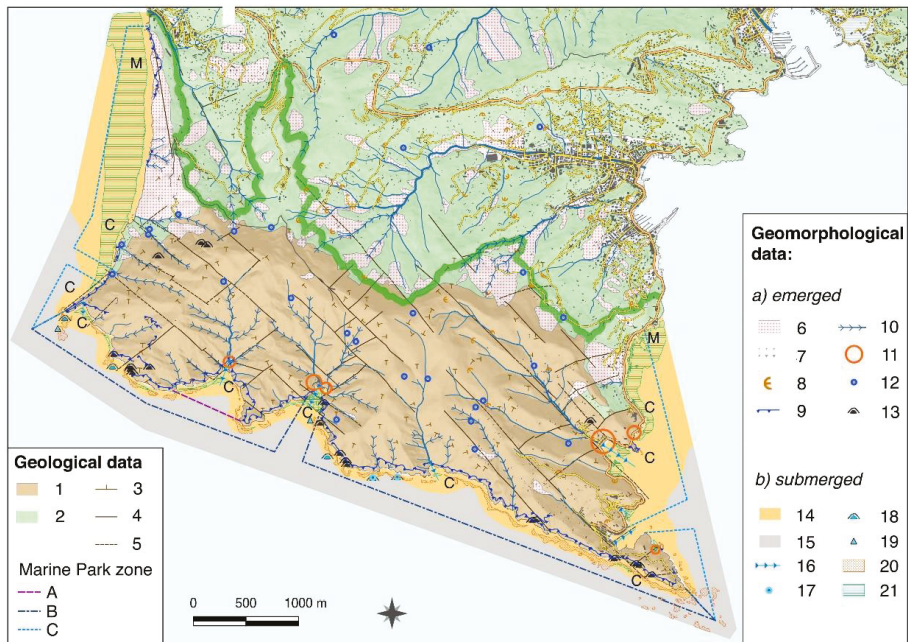 M
C
C
C
C
C
C
M
C
C
C
Geological data
1 3
2 4
5
Marine Park zone
A
B
C
0 500 1000 m
Geomorphological
data:
a) emerged
6 10
7 11
8 12
9 13
b) submerged
14 18
15 19
16 20
17 21